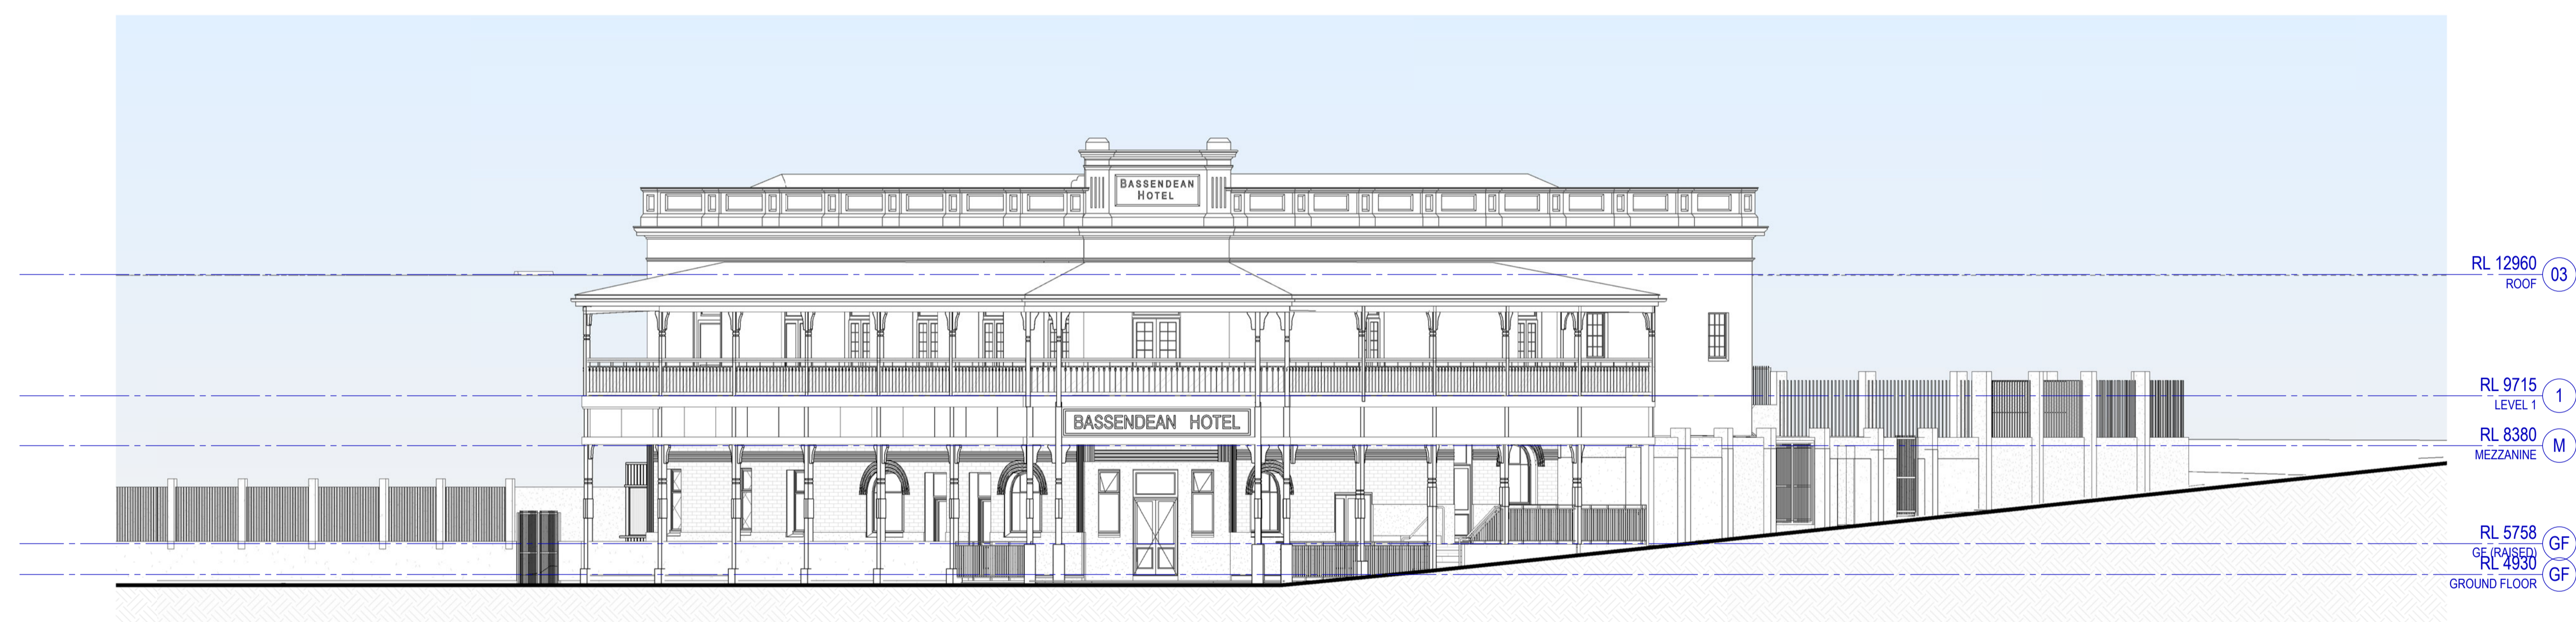 BASSENDEAN
HOTEL
RL 12960
03
ROOF
RL 9715
1
LEVEL 1
BASSENDEAN HOTEL
RL 8380
M
MEZZANINE
RL 5758
GF
GF (RAISED)
RL 4930
GF
GROUND FLOOR